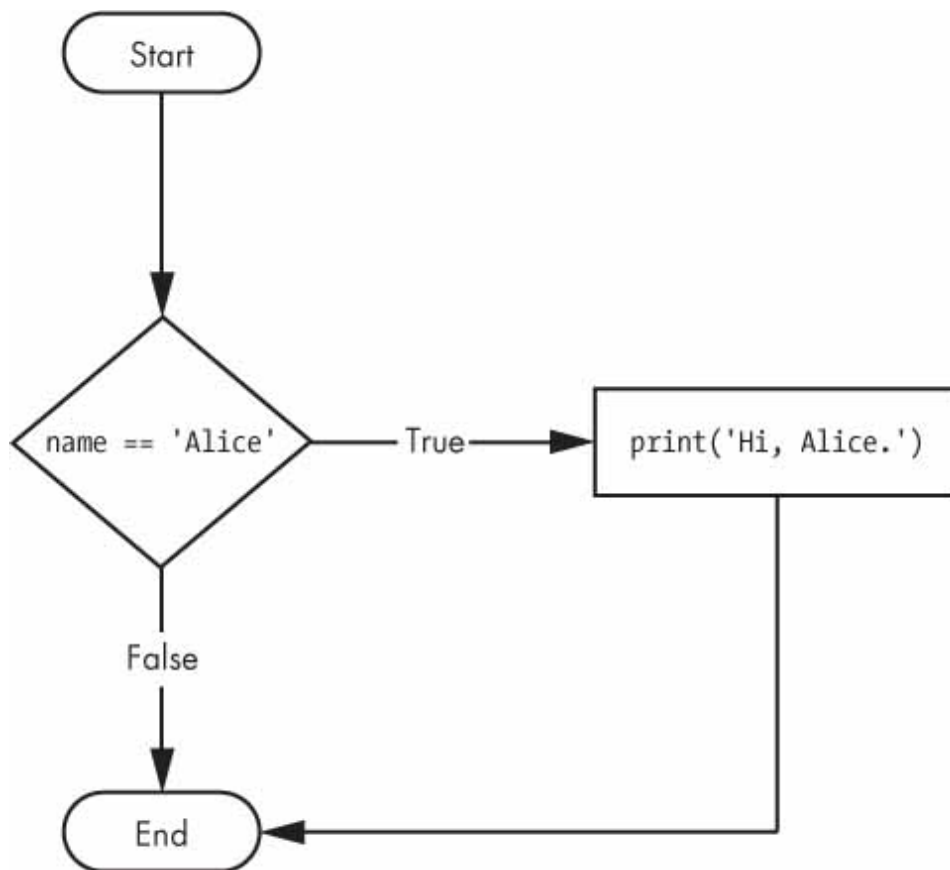 Start
name == 'Alice'
True
print('Hi, Alice.')
False
End